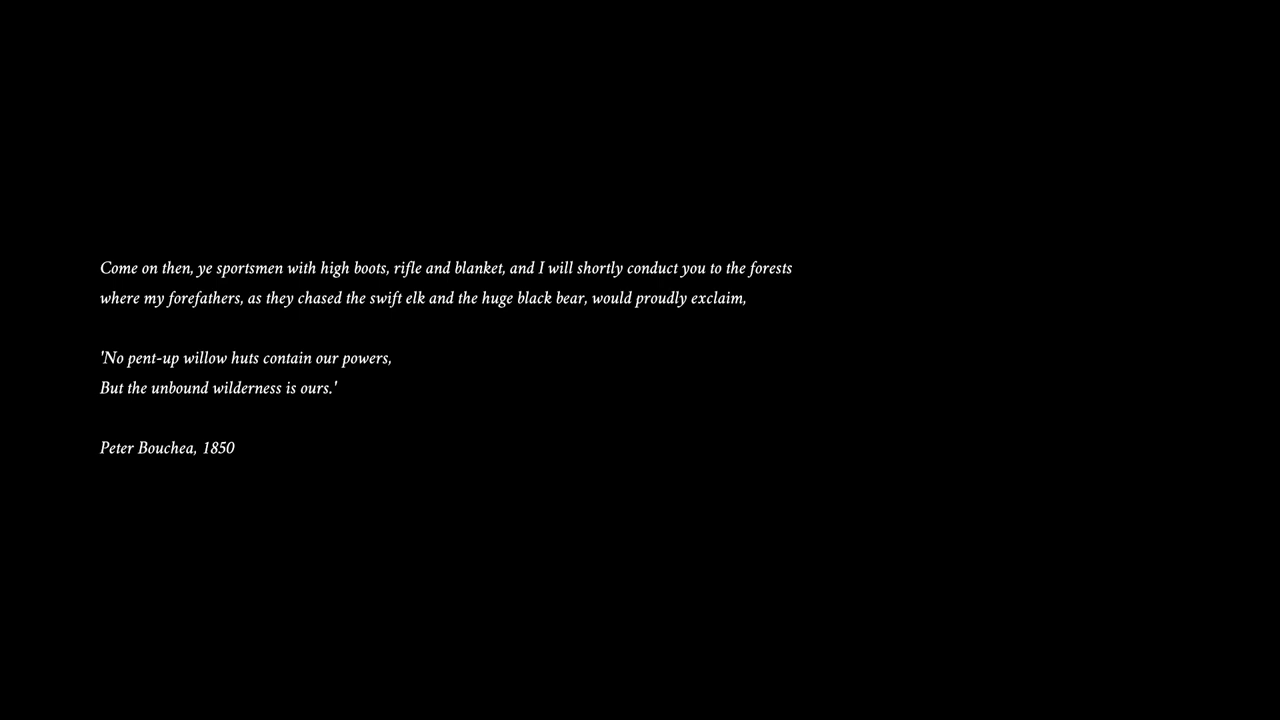 Come on then, ye sportsmen with high boots, rifle and blanket, and I will shortly conduct you to the forests
where my forefathers, as they chased the swift elk and the huge black bear, would proudly exclaim,
'No pent-up willow huts contain our powers,
But the unbound wilderness is ours.'
Peter Bouchea, 1850